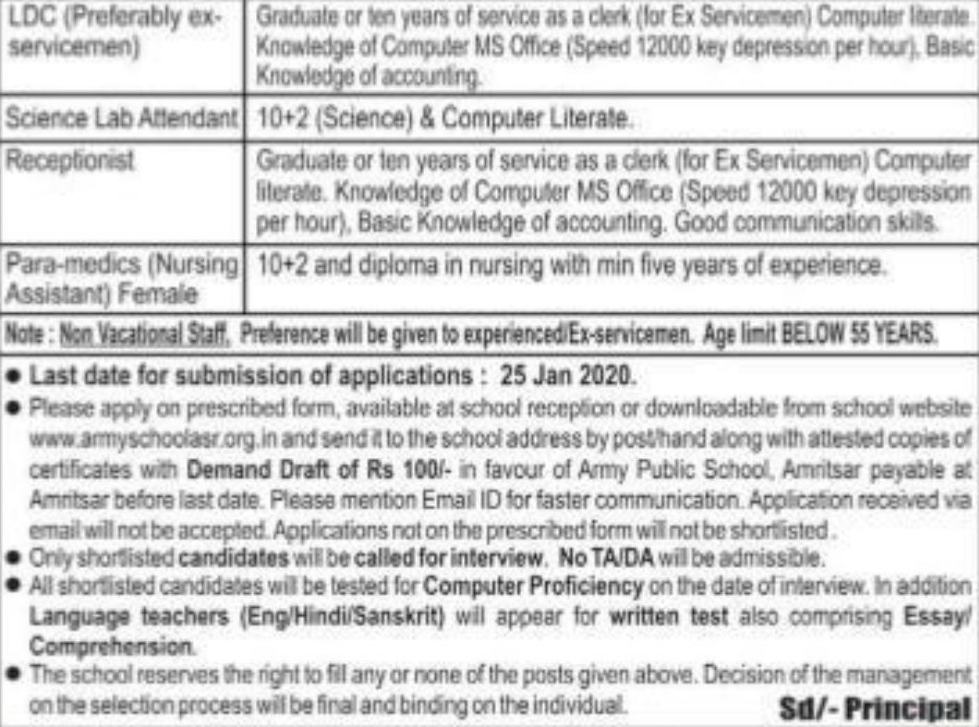 LDC (Preferably ex-
servicemen)
Graduate or ten years of service as a clerk (for Ex Servicemen) Computer literate.
Knowledge of Computer MS Office (Speed 12000 key depression per hour), Basic
Knowledge of accounting.
Science Lab Attendant
10+2 (Science) & Computer Literate.
Receptionist
Graduate or ten years of service as a clerk (for Ex Servicemen) Computer
literate. Knowledge of Computer MS Office (Speed 12000 key depression
per hour), Basic Knowledge of accounting. Good communication skills.
Para-medics (Nursing
Assistant) Female
10+2 and diploma in nursing with min five years of experience.
Note : Non Vacational Staff. Preference will be given to experienced/Ex-servicemen. Age limit BELOW 55 YEARS.
● Last date for submission of applications : 25 Jan 2020.
● Please apply on prescribed form, available at school reception or downloadable from school website
www.armyschoolasr.org.in and send it to the school address by post/hand along with attested copies of
certificates with Demand Draft of Rs 100/- in favour of Army Public School, Amritsar payable at
Amritsar before last date. Please mention Email ID for faster communication. Application received via
email will not be accepted. Applications not on the prescribed form will not be shortlisted.
● Only shortlisted candidates will be called for interview. No TA/DA will be admissible.
● All shortlisted candidates will be tested for Computer Proficiency on the date of interview. In addition
Language teachers (Eng/Hindi/Sanskrit) will appear for written test also comprising Essay/
Comprehension.
● The school reserves the right to fill any or none of the posts given above. Decision of the management
on the selection process will be final and binding on the individual.
Sd/- Principal